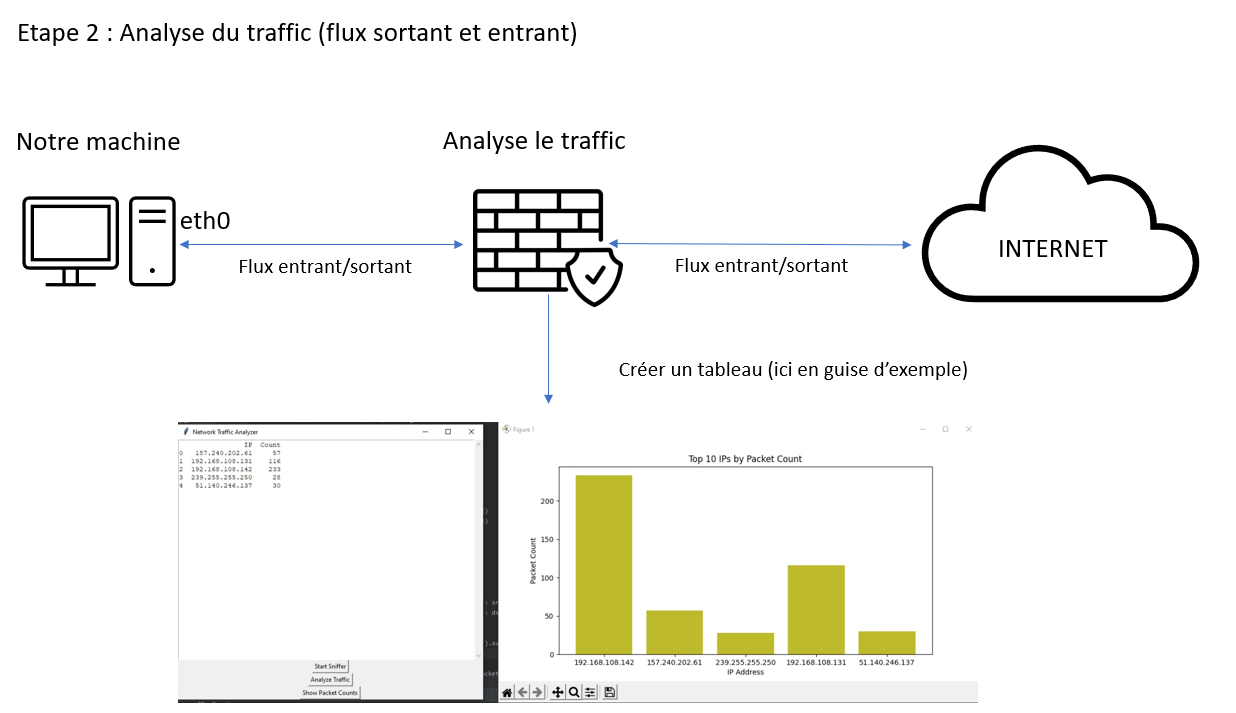 Etape 2 : Analyse du traffic (flux sortant et entrant)
Notre machine
Analyse le traffic
eth0
Flux entrant/sortant
Flux entrant/sortant
INTERNET
Créer un tableau (ici en guise d’exemple)
Network Traffic Analyzer
IP Count
0 157.240.202.61 57
1 192.168.108.131 116
2 192.168.108.142 233
3 239.255.255.250 28
4 51.140.246.137 30
Start Sniffer
Analyze Traffic
Show Packet Counts
Figure 1
Top 10 IPs by Packet Count
Packet Count
200
150
100
50
0
192.168.108.142 157.240.202.61 239.255.255.250 192.168.108.131 51.140.246.137
IP Address